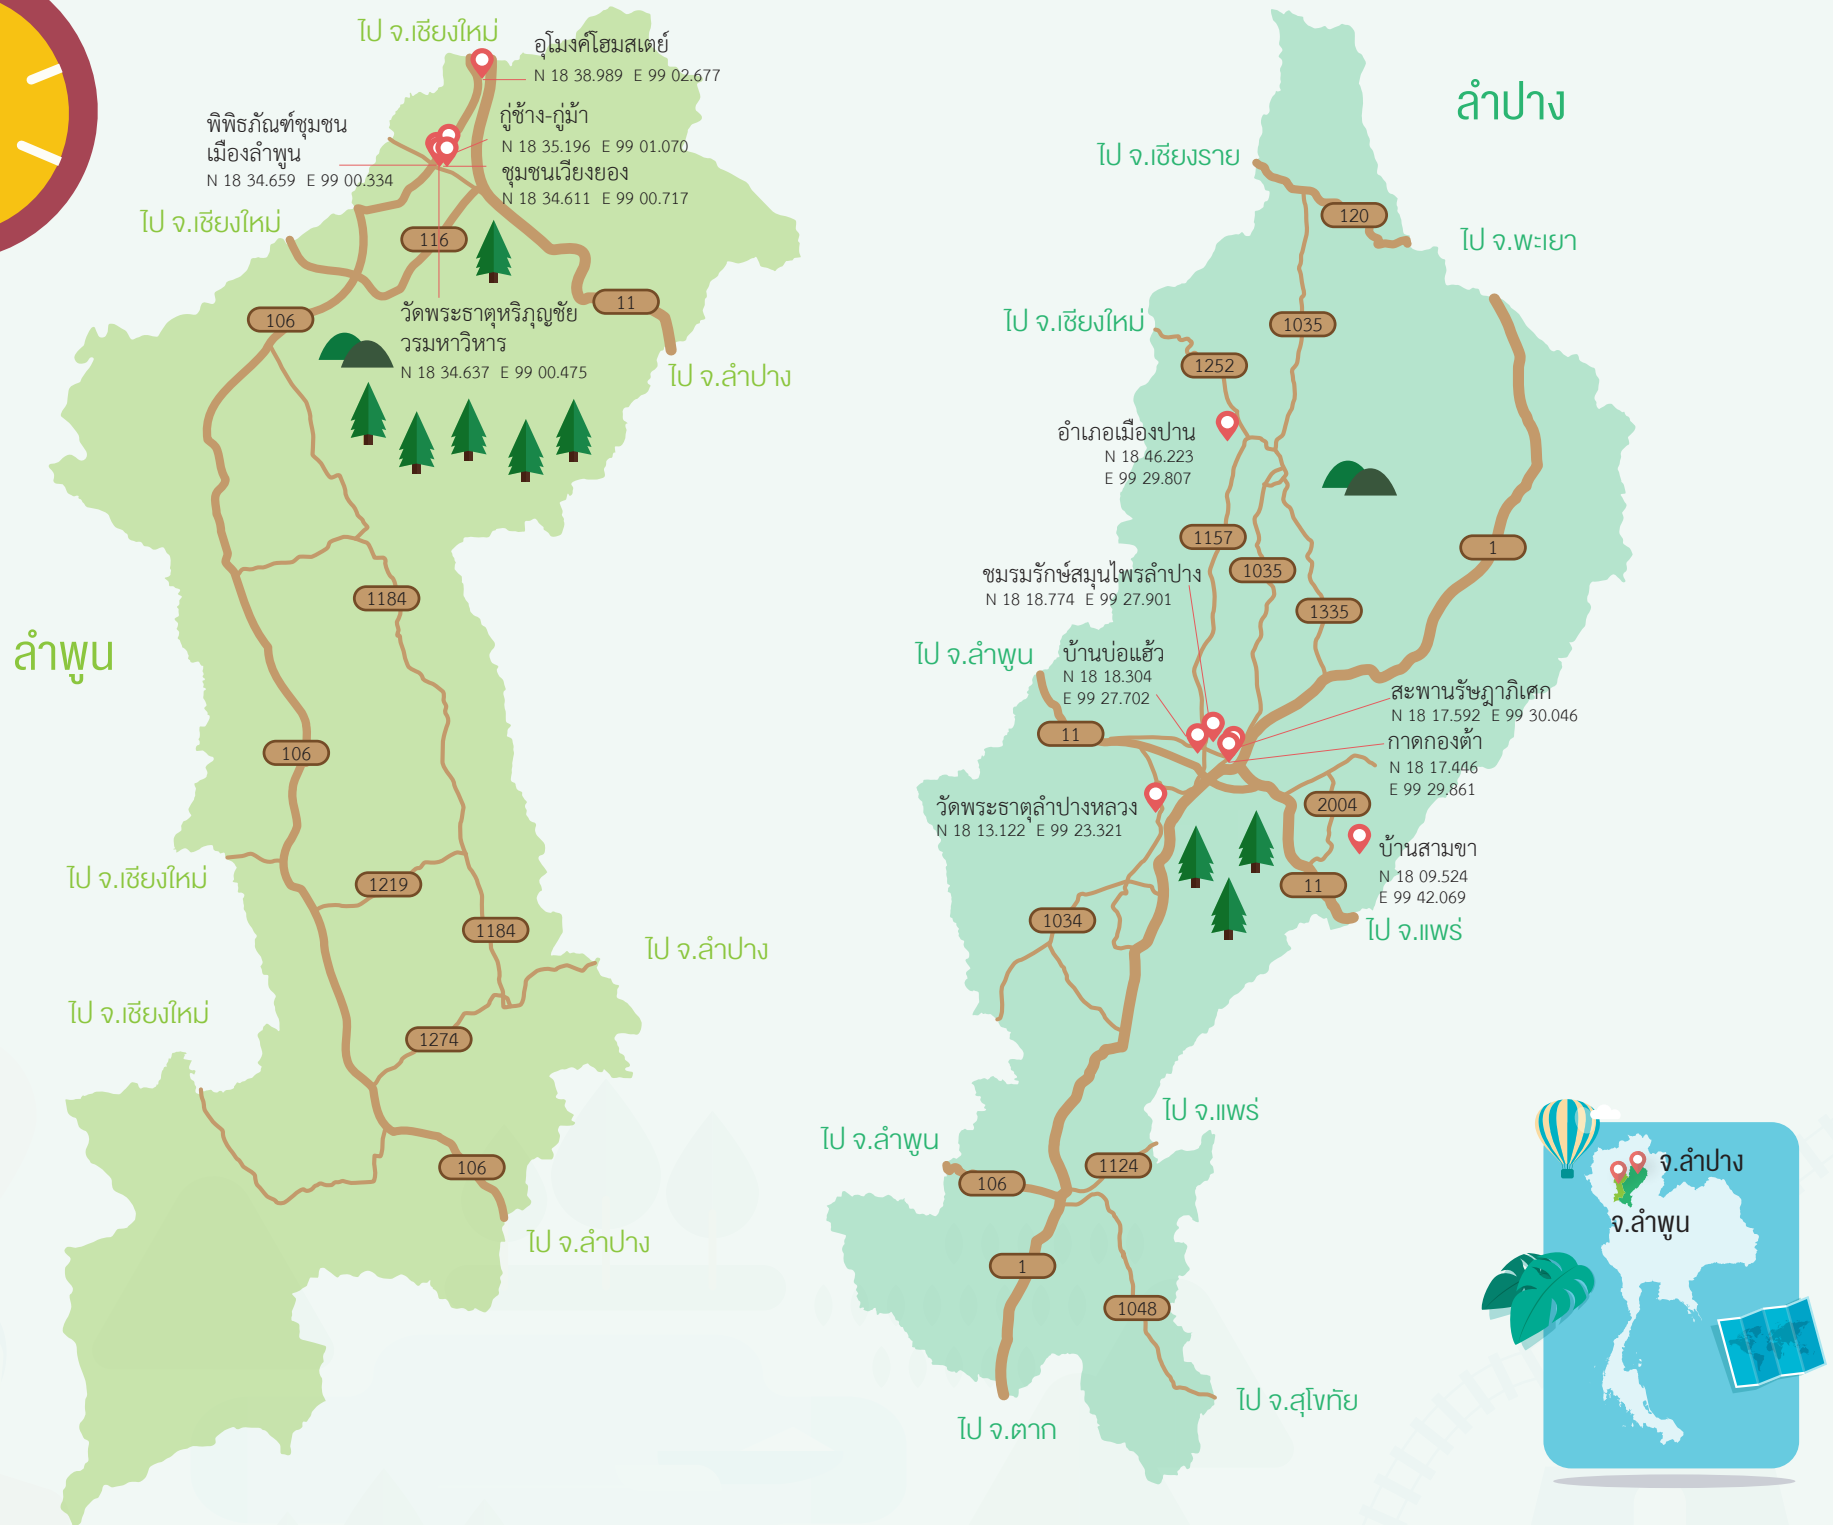 ไป จ.เชียงใหม่
อุโมงค์โฮมสเตย์
N 18 38.989 E 99 02.677
พิพิธภัณฑ์ชุมชน
เมืองลำพูน
N 18 34.659 E 99 00.334
กู่ช้าง-กู่ม้า
N 18 35.196 E 99 01.070
ชุมชนเวียงยอง
N 18 34.611 E 99 00.717
ไป จ.เชียงใหม่
116
11
106
วัดพระธาตุหริภุญชัย
วรมหาวิหาร
N 18 34.637 E 99 00.475
ไป จ.ลำปาง
1184
ลำพูน
106
ไป จ.เชียงใหม่
1219
1184
ไป จ.ลำปาง
ไป จ.เชียงใหม่
1274
106
ไป จ.ลำปาง
ลำปาง
ไป จ.เชียงราย
120
ไป จ.พะเยา
ไป จ.เชียงใหม่
1035
1252
อำเภอเมืองปาน
N 18 46.223
E 99 29.807
1157
1035
1
ชมรมรักษ์สมุนไพรลำปาง
N 18 18.774 E 99 27.901
1335
ไป จ.ลำพูน
บ้านบ่อแฮ้ว
N 18 18.304
E 99 27.702
สะพานรัษฎาภิเศก
N 18 17.592 E 99 30.046
11
กาดกองต้า
N 18 17.446
E 99 29.861
วัดพระธาตุลำปางหลวง
N 18 13.122 E 99 23.321
2004
บ้านสามขา
N 18 09.524
E 99 42.069
11
1034
ไป จ.แพร่
ไป จ.แพร่
ไป จ.ลำพูน
1124
106
1
1048
ไป จ.สุโขทัย
ไป จ.ตาก
จ.ลำปาง
จ.ลำพูน